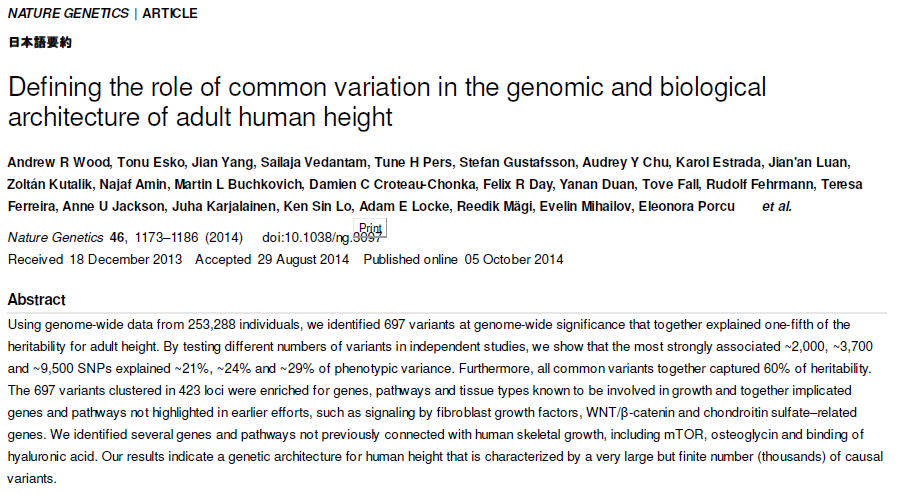 NATURE GENETICS | ARTICLE
日本語要約
Defining the role of common variation in the genomic and biological
architecture of adult human height
Andrew R Wood, Tonu Esko, Jian Yang, Sailaja Vedantam, Tune H Pers, Stefan Gustafsson, Audrey Y Chu, Karol Estrada, Jian'an Luan,
Zoltán Kutalik, Najaf Amin, Martin L Buchkovich, Damien C Croteau-Chonka, Felix R Day, Yanan Duan, Tove Fall, Rudolf Fehrmann, Teresa
Ferreira, Anne U Jackson, Juha Karjalainen, Ken Sin Lo, Adam E Locke, Reedik Mägi, Evelin Mihailov, Eleonora Porcu et al.
Print
Nature Genetics 46, 1173–1186 (2014) doi:10.1038/ng.3097
Received 18 December 2013 Accepted 29 August 2014 Published online 05 October 2014
Abstract
Using genome-wide data from 253,288 individuals, we identified 697 variants at genome-wide significance that together explained one-fifth of the
heritability for adult height. By testing different numbers of variants in independent studies, we show that the most strongly associated ~2,000, ~3,700
and ~9,500 SNPs explained ~21%, ~24% and ~29% of phenotypic variance. Furthermore, all common variants together captured 60% of heritability.
The 697 variants clustered in 423 loci were enriched for genes, pathways and tissue types known to be involved in growth and together implicated
genes and pathways not highlighted in earlier efforts, such as signaling by fibroblast growth factors, WNT/β-catenin and chondroitin sulfate–related
genes. We identified several genes and pathways not previously connected with human skeletal growth, including mTOR, osteoglycin and binding of
hyaluronic acid. Our results indicate a genetic architecture for human height that is characterized by a very large but finite number (thousands) of causal
variants.